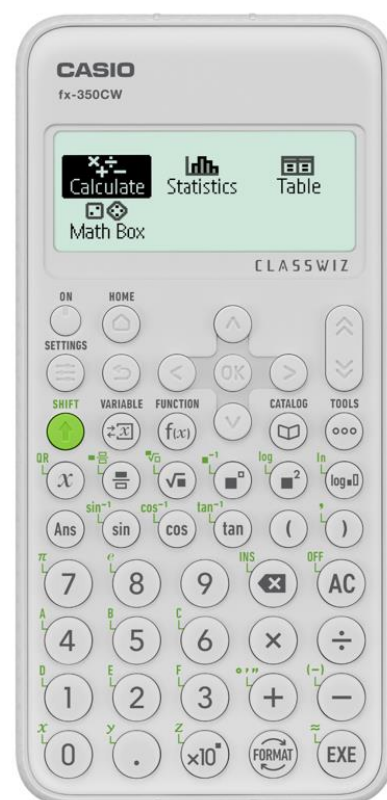 CASIO
fx-350CW
Calculate Statistics Table
Math Box
CLASSWIZ
ON HOME
SETTINGS
OK
SHIFT VARIABLE FUNCTION CATALOG TOOLS
x f(x)
QR log ln
x log
sin⁻¹ cos⁻¹ tan⁻¹ ,
Ans sin cos tan ( )
π e INS OFF
7 8 9 AC
A B C
4 5 6 × ÷
D E F ° ′ ″ (−)
1 2 3 + −
x y z ≈
0 . ×10 FORMAT EXE